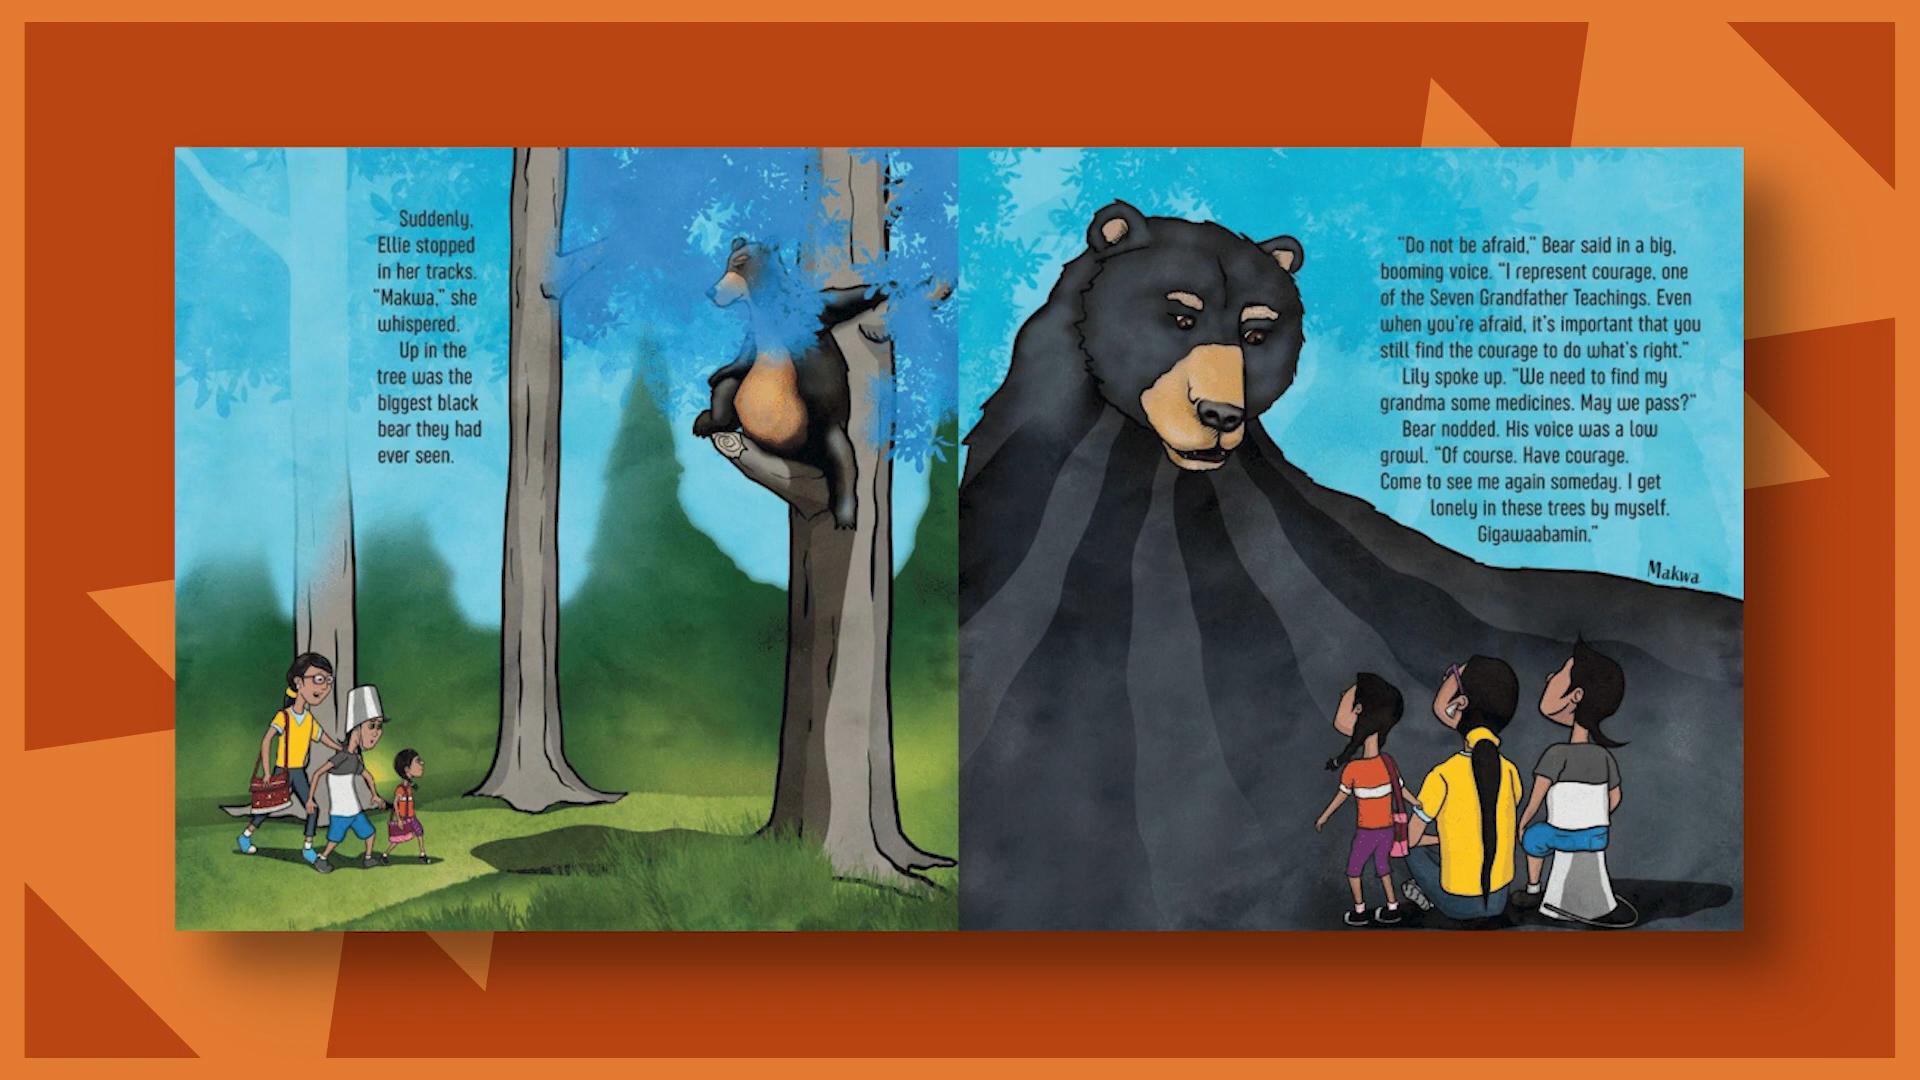 Suddenly,
Ellie stopped
in her tracks.
"Makwa," she
whispered.
Up in the
tree was the
biggest black
bear they had
ever seen.
"Do not be afraid," Bear said in a big,
booming voice. "I represent courage, one
of the Seven Grandfather Teachings. Even
when you're afraid, it's important that you
still find the courage to do what's right."
Lily spoke up. "We need to find my
grandma some medicines. May we pass?"
Bear nodded. His voice was a low
growl. "Of course. Have courage.
Come to see me again someday. I get
lonely in these trees by myself.
Gigawaabamin."
Makwa